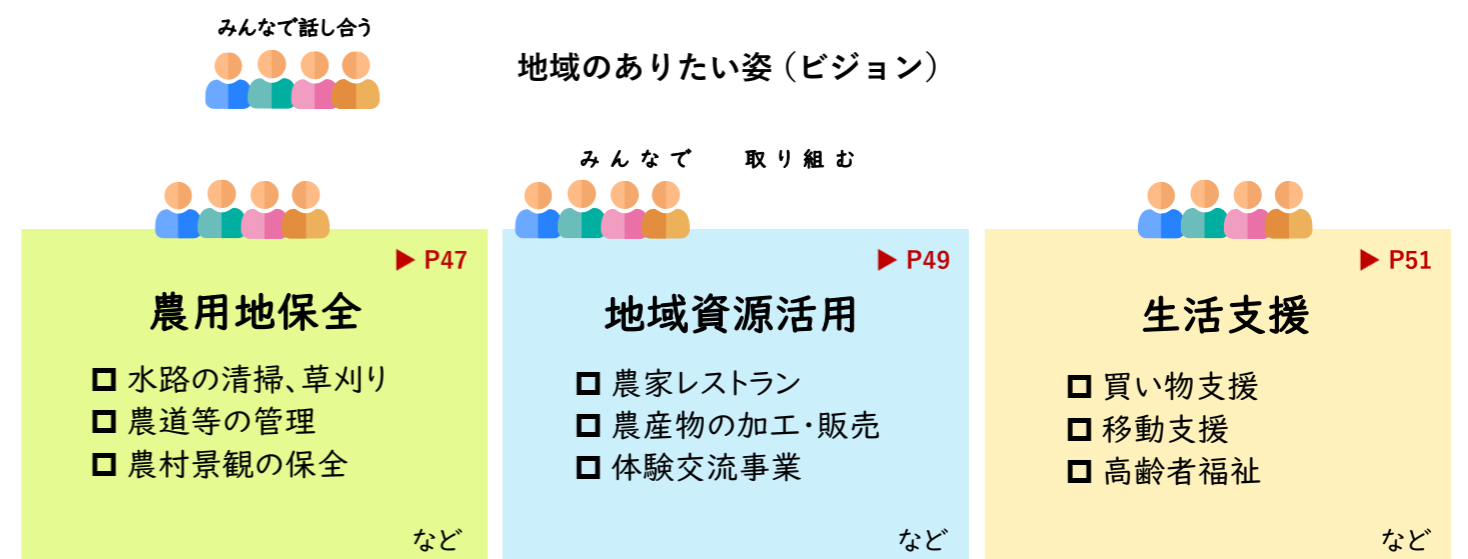 みんなで話し合う
地域のありたい姿（ビジョン）
みんなで 取り組む
▶ P47
農用地保全
水路の清掃、草刈り
農道等の管理
農村景観の保全
など
▶ P49
地域資源活用
農家レストラン
農産物の加工・販売
体験交流事業
など
▶ P51
生活支援
買い物支援
移動支援
高齢者福祉
など